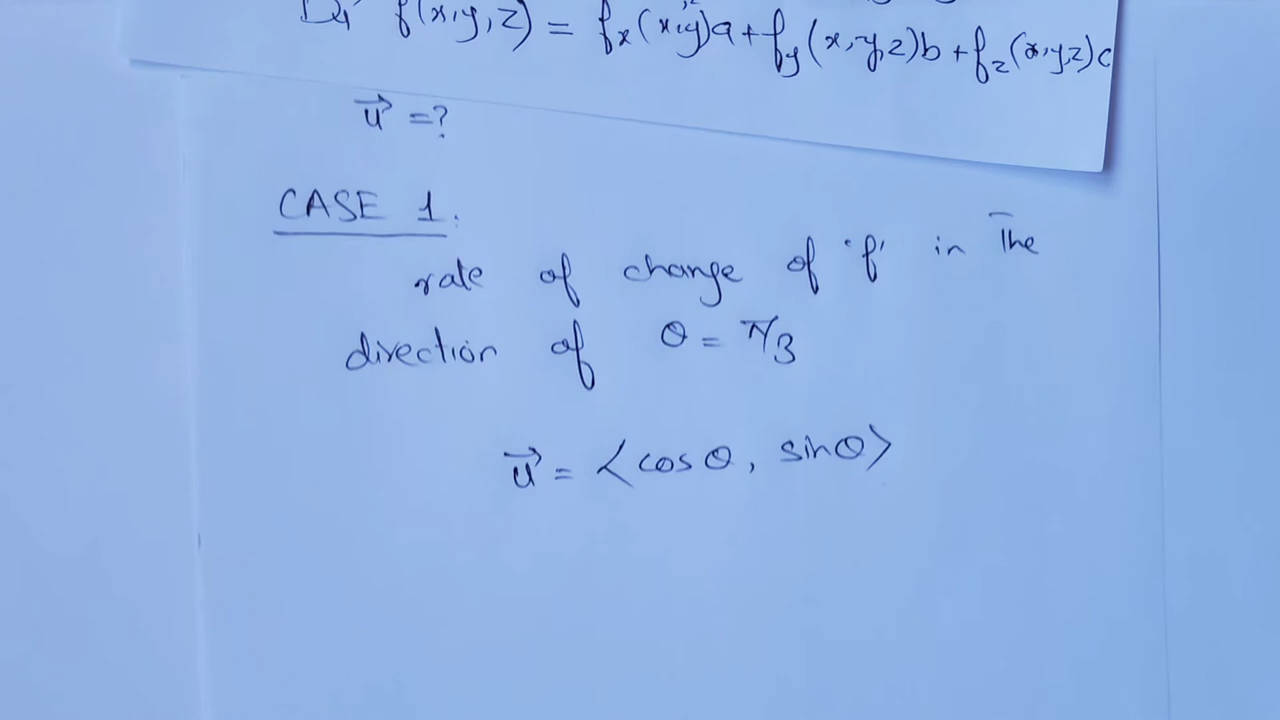 f(x,y,z) = fx(x,y,z)a + fy(x,y,z)b + fz(x,y,z)c
u⃗ =?
CASE 1.
rate of change of 'f' in The
direction of θ = π/3
u⃗ = <cosθ, sinθ>